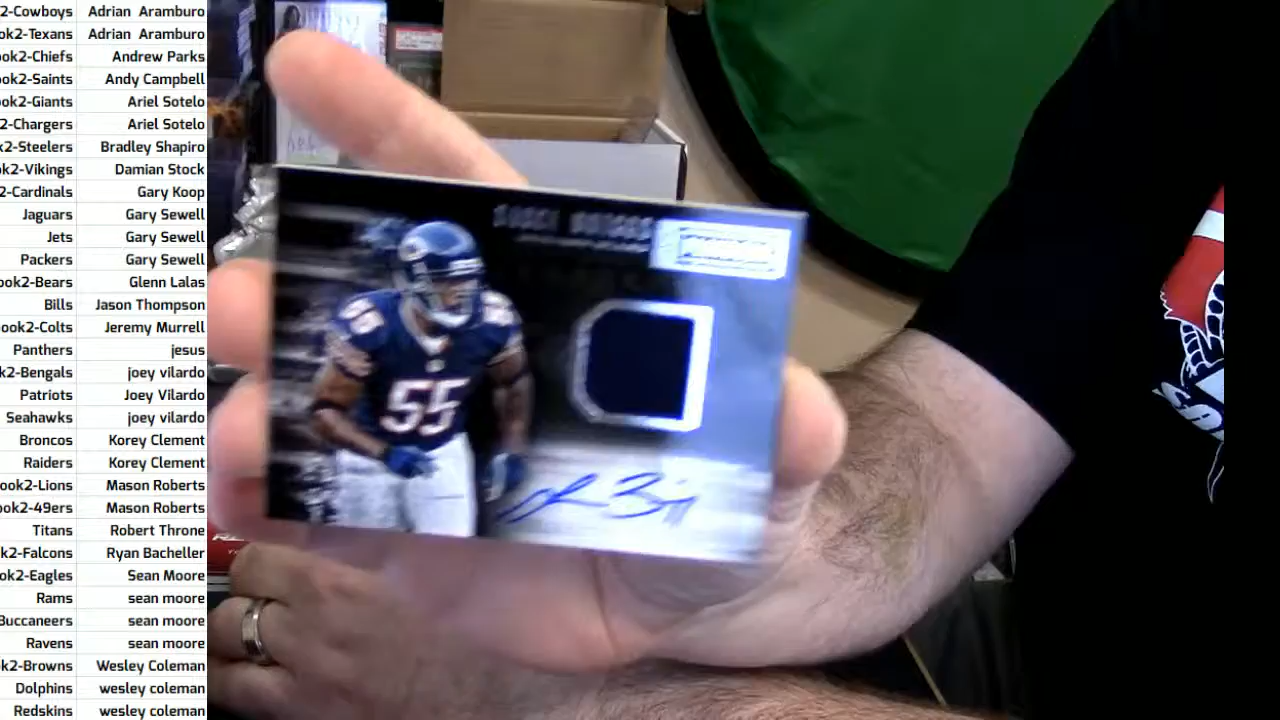 2-Cowboys Adrian Aramburo
ok2-Texans Adrian Aramburo
ook2-Chiefs Andrew Parks
ok2-Saints Andy Campbell
ook2-Giants Ariel Sotelo
2-Chargers Ariel Sotelo
k2-Steelers Bradley Shapiro
ok2-Vikings Damian Stock
2-Cardinals Gary Koop
Jaguars Gary Sewell
Jets Gary Sewell
Packers Gary Sewell
ook2-Bears Glenn Lalas
Bills Jason Thompson
ook2-Colts Jeremy Murrell
Panthers jesus
k2-Bengals joey vilardo
Patriots Joey Vilardo
Seahawks joey vilardo
Broncos Korey Clement
Raiders Korey Clement
ook2-Lions Mason Roberts
ook2-49ers Mason Roberts
Titans Robert Throne
k2-Falcons Ryan Bacheller
ok2-Eagles Sean Moore
Rams sean moore
Buccaneers sean moore
Ravens sean moore
k2-Browns Wesley Coleman
Dolphins wesley coleman
Redskins wesley coleman
55